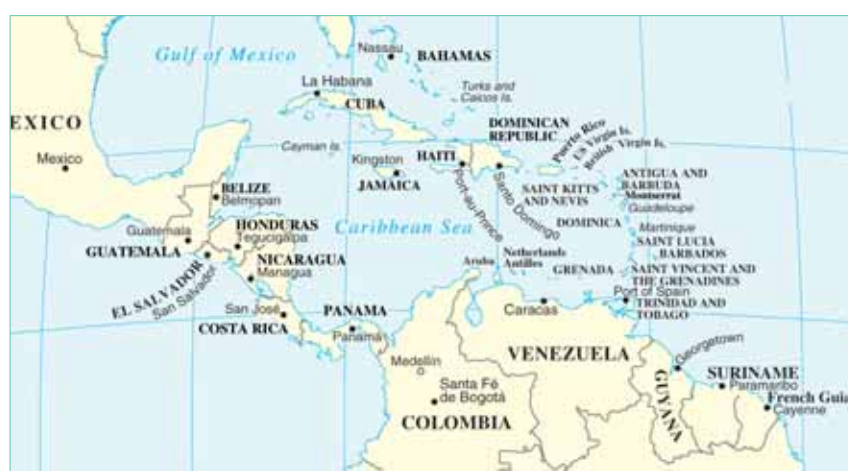 Gulf of Mexico
Nassau
BAHAMAS
La Habana
CUBA
Turks and
Caicos Is.
EXICO
Mexico
Cayman Is.
Kingston
JAMAICA
HAITI
Port-au-Prince
DOMINICAN
REPUBLIC
Santo Domingo
Puerto Rico
US Virgin Is.
British Virgin Is.
SAINT KITTS
AND NEVIS
ANTIGUA AND
BARBUDA
Montserrat
Guadeloupe
DOMINICA
Martinique
SAINT LUCIA
BARBADOS
SAINT VINCENT AND
THE GRENADINES
GRENADA
Port of Spain
TRINIDAD AND
TOBAGO
BELIZE
Belmopan
Caribbean Sea
Guatemala
GUATEMALA
HONDURAS
Tegucigalpa
EL SALVADOR
San Salvador
NICARAGUA
Managua
Aruba
Netherlands
Antilles
San José
COSTA RICA
PANAMA
Panamá
Caracas
VENEZUELA
Medellín
Santa Fé
de Bogotá
COLOMBIA
Georgetown
GUYANA
SURINAME
Paramaribo
French Guia
Cayenne